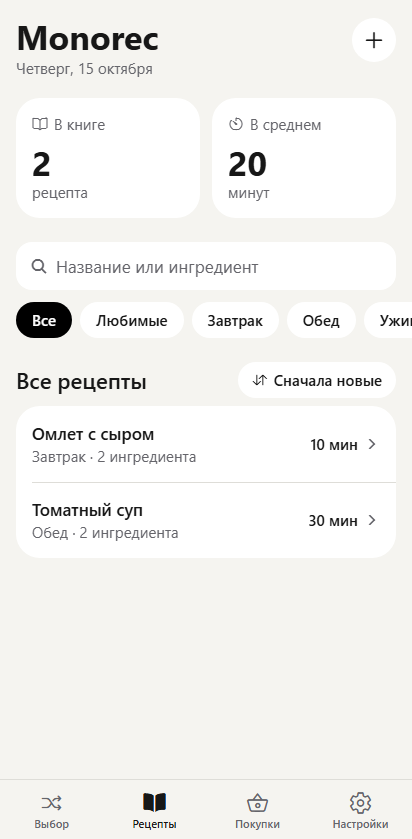 Monorec
Четверг, 15 октября
В книге
2
рецепта
В среднем
20
минут
Название или ингредиент
Все
Любимые
Завтрак
Обед
Ужи
Все рецепты
Сначала новые
Омлет с сыром
Завтрак · 2 ингредиента
10 мин
Томатный суп
Обед · 2 ингредиента
30 мин
Выбор
Рецепты
Покупки
Настройки